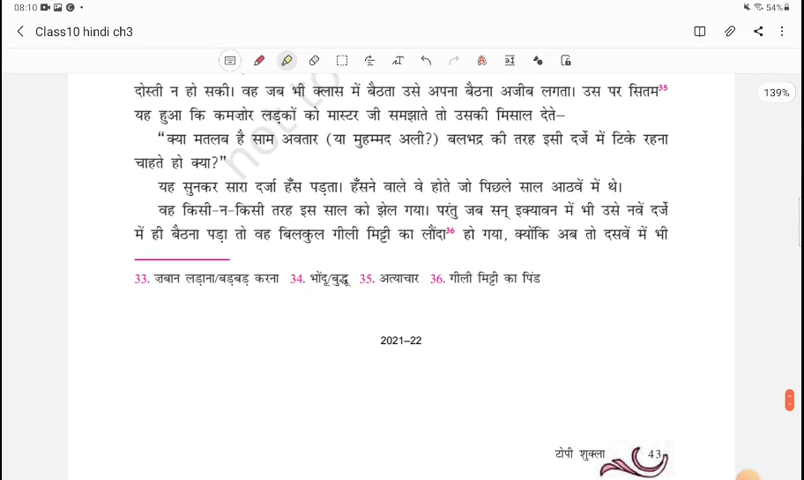 08:10
54%
Class10 hindi ch3
139%
दोस्ती न हो सकी। वह जब भी क्लास में बैठता उसे अपना बैठना अजीब लगता। उस पर सितम35
यह हुआ कि कमज़ोर लड़कों को मास्टर जी समझाते तो उसकी मिसाल देते—
“क्या मतलब है साम अवतार (या मुहम्मद अली?) बलभद्र की तरह इसी दर्जे में टिके रहना
चाहते हो क्या?”
यह सुनकर सारा दर्जा हँस पड़ता। हँसने वाले वे होते जो पिछले साल आठवें में थे।
वह किसी-न-किसी तरह इस साल को झेल गया। परंतु जब सन् इक्यावन में भी उसे नवें दर्जे
में ही बैठना पड़ा तो वह बिलकुल गीली मिट्टी का लौंदा36 हो गया, क्योंकि अब तो दसवें में भी
33. ज़बान लड़ाना/बड़बड़ करना 34. भोंदू/बुद्धू 35. अत्याचार 36. गीली मिट्टी का पिंड
2021–22
टोपी शुक्ला 43
not to